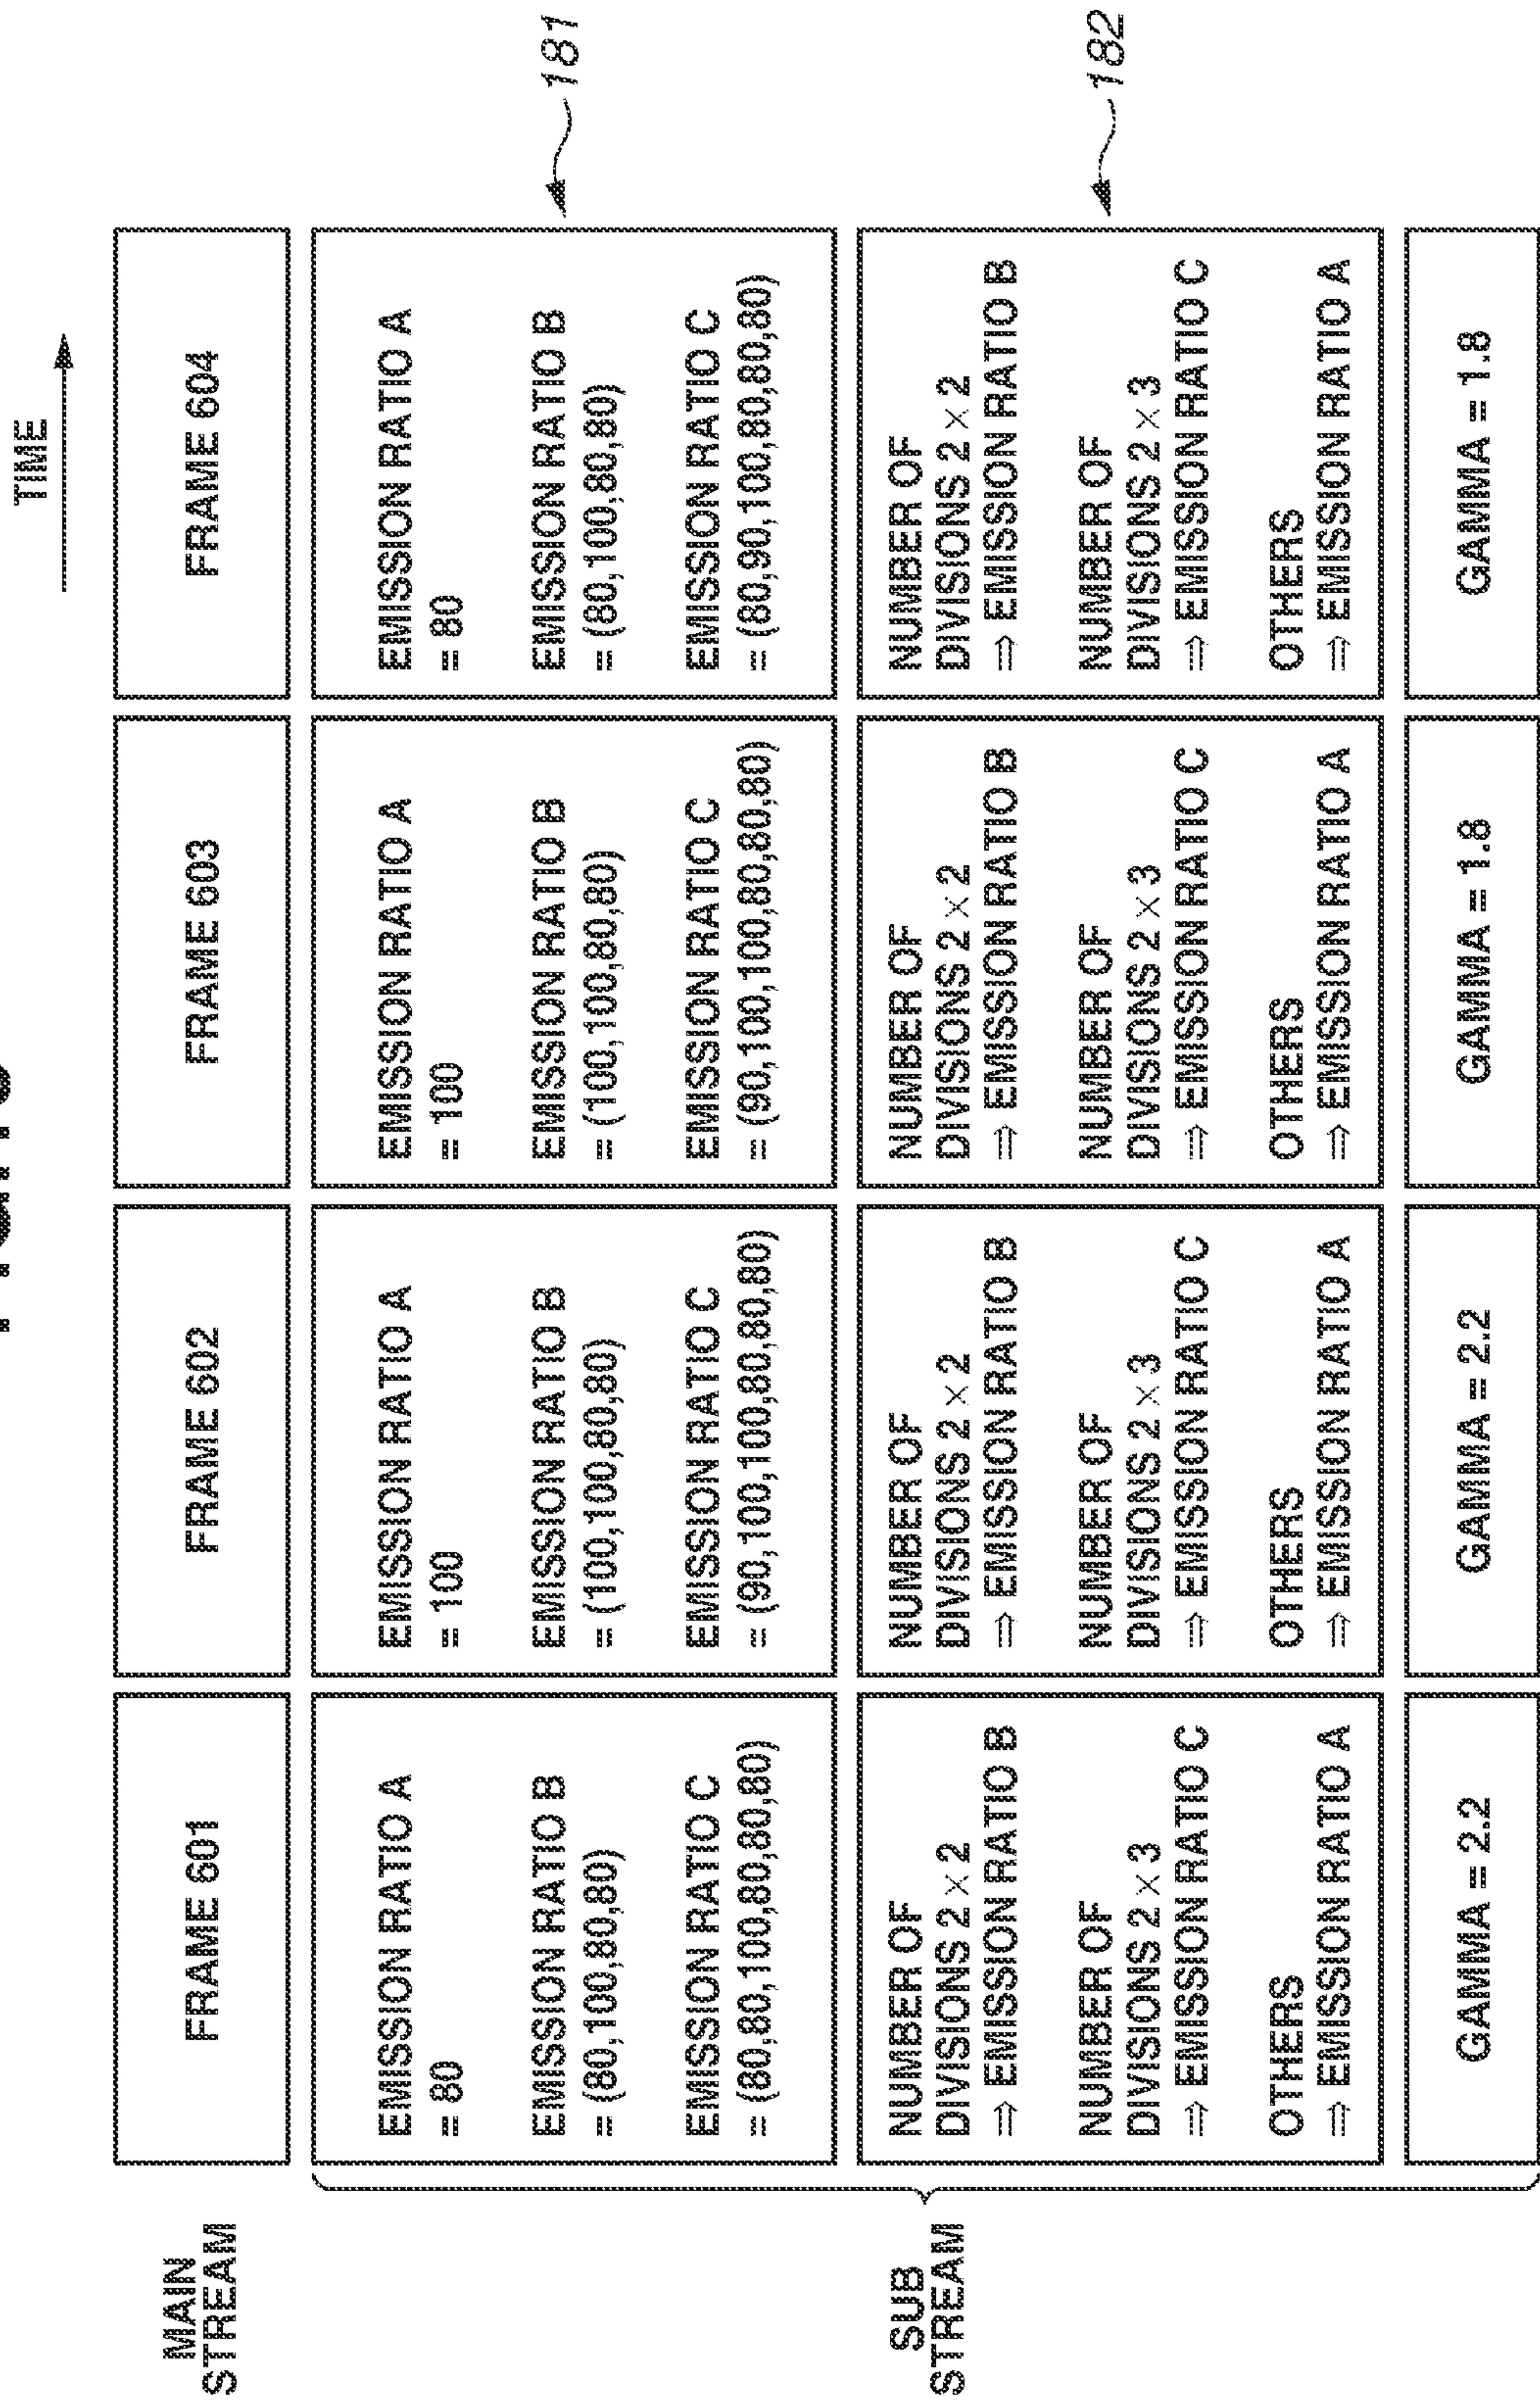 TIME
MAIN
STREAM
FRAME 601
FRAME 602
FRAME 603
FRAME 604
SUB
STREAM
EMISSION RATIO A
= 80
EMISSION RATIO B
= (80,100,80,80)
EMISSION RATIO C
= (80,80,100,80,80,80)
EMISSION RATIO A
= 100
EMISSION RATIO B
= (100,100,80,80)
EMISSION RATIO C
= (90,100,100,80,80,80)
EMISSION RATIO A
= 100
EMISSION RATIO B
= (100,100,80,80)
EMISSION RATIO C
= (90,100,100,80,80,80)
EMISSION RATIO A
= 80
EMISSION RATIO B
= (80,100,80,80)
EMISSION RATIO C
= (80,90,100,80,80,80)
181
NUMBER OF
DIVISIONS 2 × 2
⇒ EMISSION RATIO B
NUMBER OF
DIVISIONS 2 × 3
⇒ EMISSION RATIO C
OTHERS
⇒ EMISSION RATIO A
NUMBER OF
DIVISIONS 2 × 2
⇒ EMISSION RATIO B
NUMBER OF
DIVISIONS 2 × 3
⇒ EMISSION RATIO C
OTHERS
⇒ EMISSION RATIO A
NUMBER OF
DIVISIONS 2 × 2
⇒ EMISSION RATIO B
NUMBER OF
DIVISIONS 2 × 3
⇒ EMISSION RATIO C
OTHERS
⇒ EMISSION RATIO A
NUMBER OF
DIVISIONS 2 × 2
⇒ EMISSION RATIO B
NUMBER OF
DIVISIONS 2 × 3
⇒ EMISSION RATIO C
OTHERS
⇒ EMISSION RATIO A
182
GAMMA = 2.2
GAMMA = 2.2
GAMMA = 1.8
GAMMA = 1.8